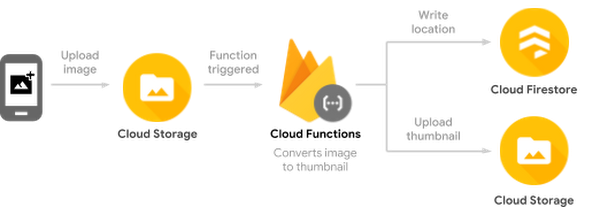 Upload
image
Cloud Storage
Function
triggered
Cloud Functions
Converts image
to thumbnail
Write
location
Cloud Firestore
Upload
thumbnail
Cloud Storage